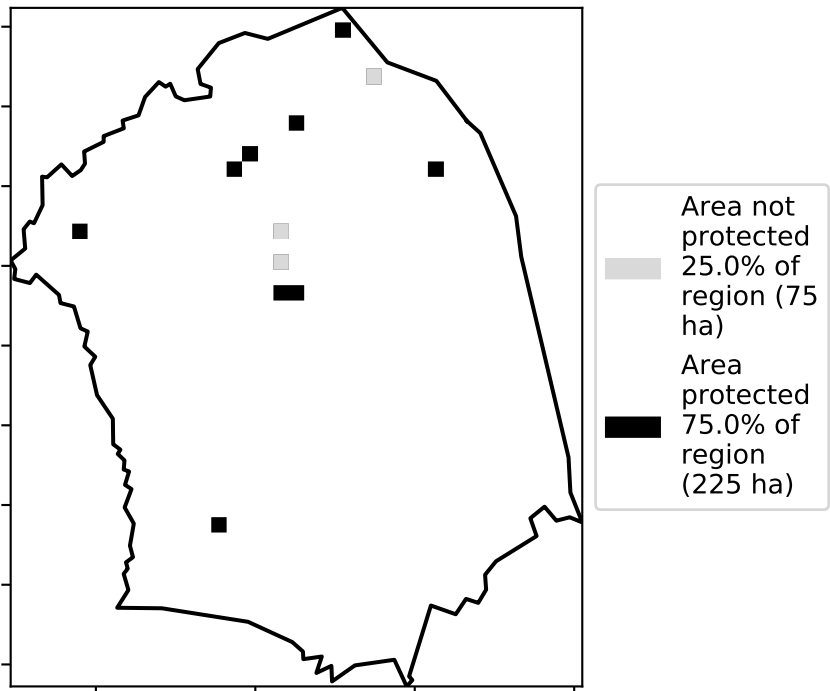 Area not
protected
25.0% of
region (75
ha)
Area
protected
75.0% of
region
(225 ha)